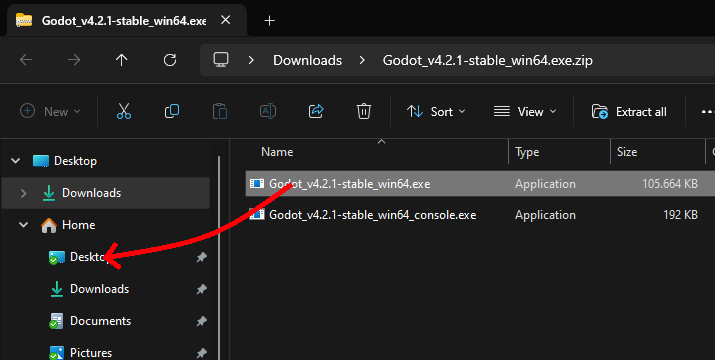 Godot_v4.2.1-stable_win64.exe
Downloads > Godot_v4.2.1-stable_win64.exe.zip
New Sort View Extract all
Name Type Size
Desktop
Downloads
Godot_v4.2.1-stable_win64.exe Application 105.664 KB
Home
Godot_v4.2.1-stable_win64_console.exe Application 192 KB
Desktop
Downloads
Documents
Pictures